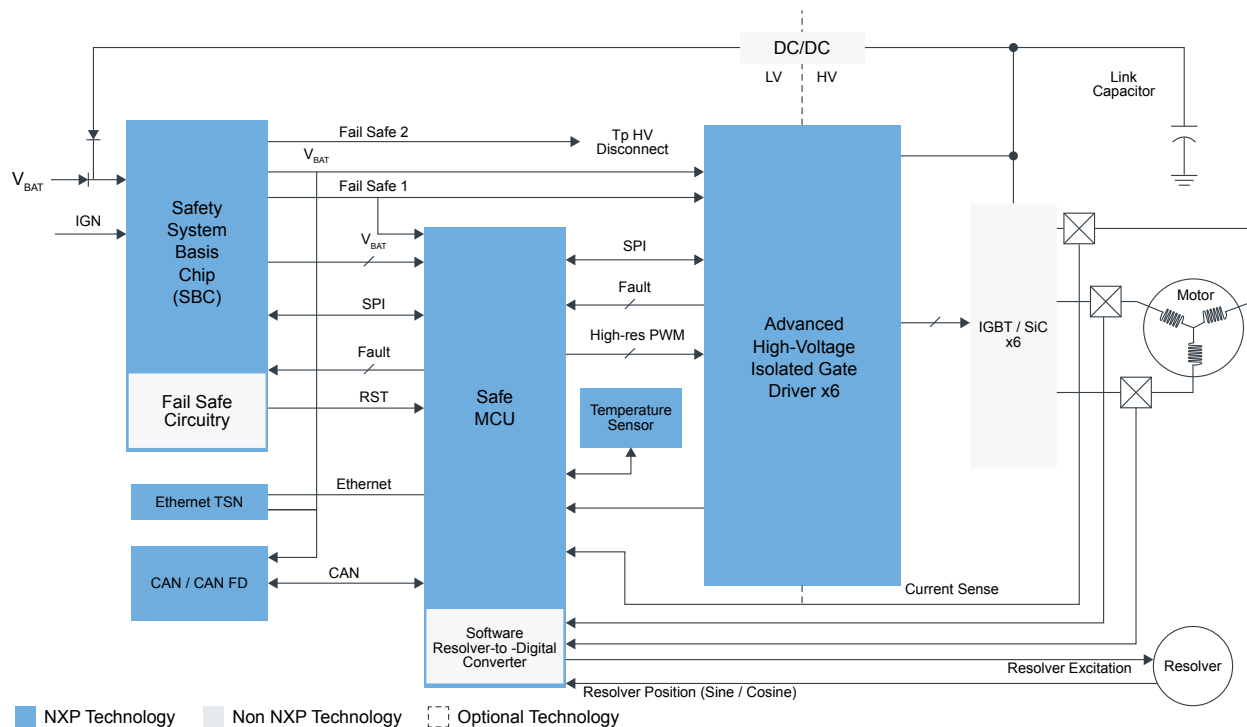 DC/DC
LV
HV
Link
Capacitor
Fail Safe 2
Tp HV
Disconnect
VBAT
VBAT
Fail Safe 1
IGN
Safety
System
Basis
Chip
(SBC)
VBAT
SPI
SPI
Fault
High-res PWM
Fault
RST
Fail Safe
Circuitry
Safe
MCU
Temperature
Sensor
Advanced
High-Voltage
Isolated Gate
Driver x6
IGBT / SiC
x6
Motor
Ethernet TSN
Ethernet
CAN / CAN FD
CAN
Current Sense
Software
Resolver-to -Digital
Converter
Resolver Excitation
Resolver
Resolver Position (Sine / Cosine)
NXP Technology
Non NXP Technology
Optional Technology